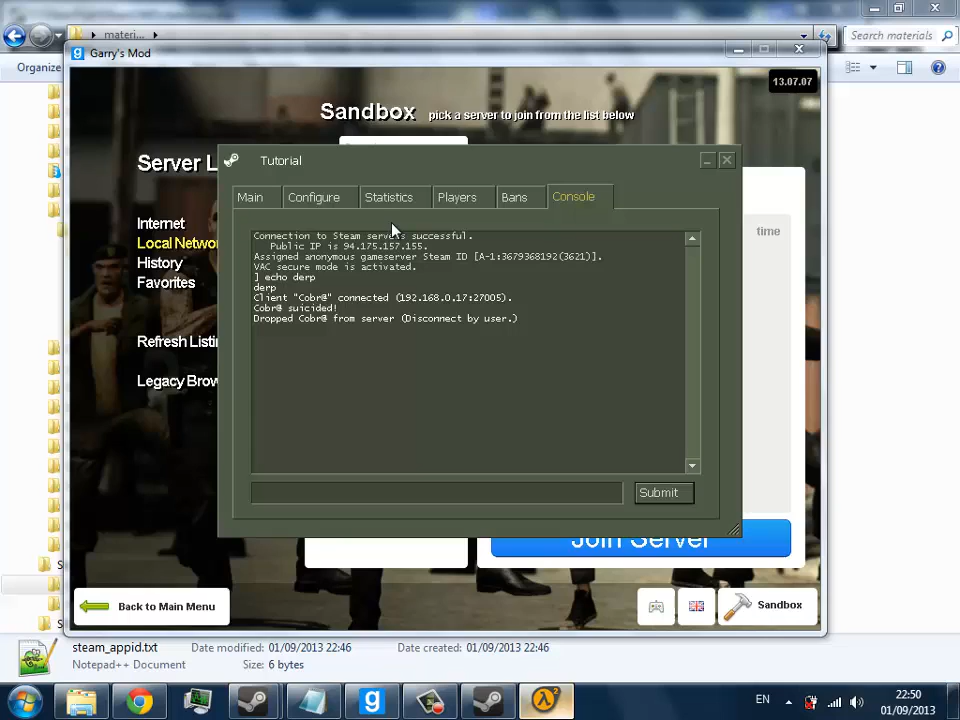 materi...
Search materials
Garry's Mod
Organize
13.07.07
Sandbox pick a server to join from the list below
Server L
Tutorial
Main
Configure
Statistics
Players
Bans
Console
Internet
Local Networ
History
Favorites
time
Connection to Steam servers successful.
Public IP is 94.175.157.155.
Assigned anonymous gameserver Steam ID [A-1:3679368192(3621)].
VAC secure mode is activated.
] echo derp
derp
Client "Cobr@" connected (192.168.0.17:27005).
Cobr@ suicided!
Dropped Cobr@ from server (Disconnect by user.)
Refresh Listin
Legacy Brow
Submit
Join Server
Back to Main Menu
Sandbox
steam_appid.txt
Date modified: 01/09/2013 22:46
Date created: 01/09/2013 22:46
Notepad++ Document
Size: 6 bytes
EN
22:50
01/09/2013